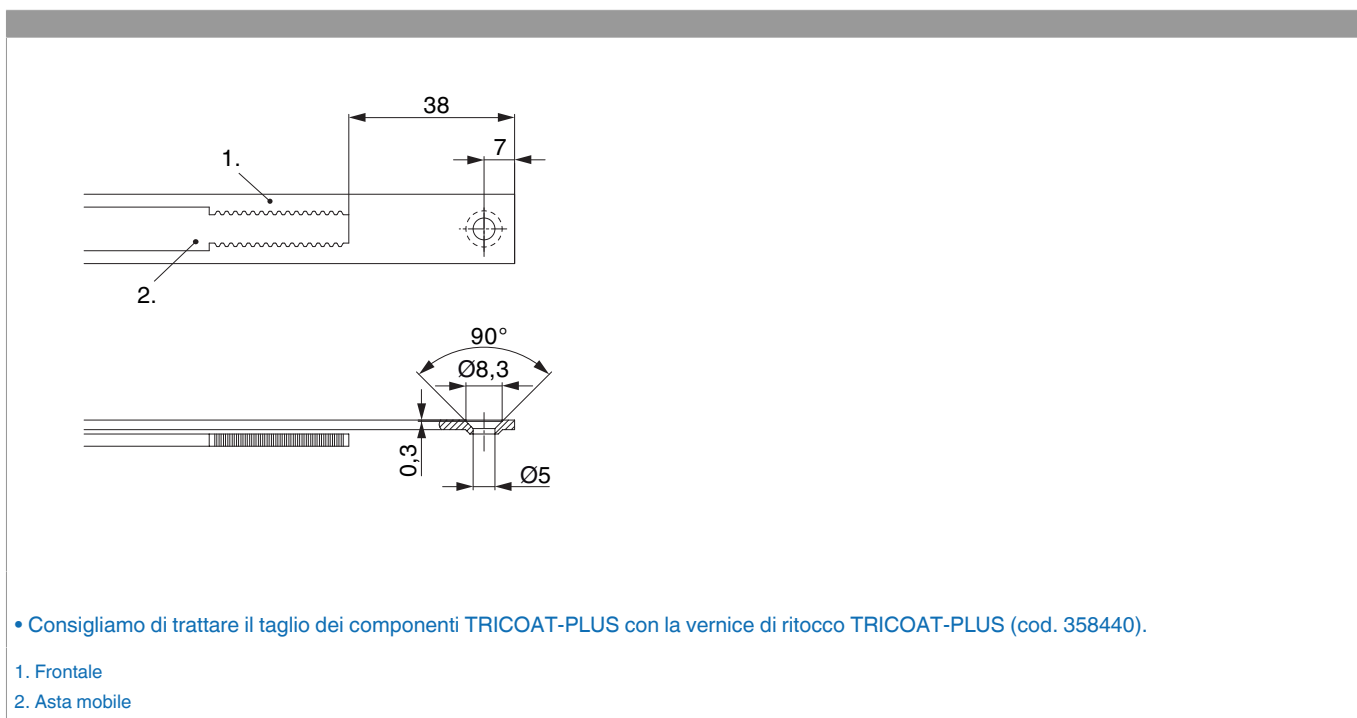 38
7
1.
2.
90°
Ø8,3
0,3
Ø5
• Consigliamo di trattare il taglio dei componenti TRICOAT-PLUS con la vernice di ritocco TRICOAT-PLUS (cod. 358440).
1. Frontale
2. Asta mobile